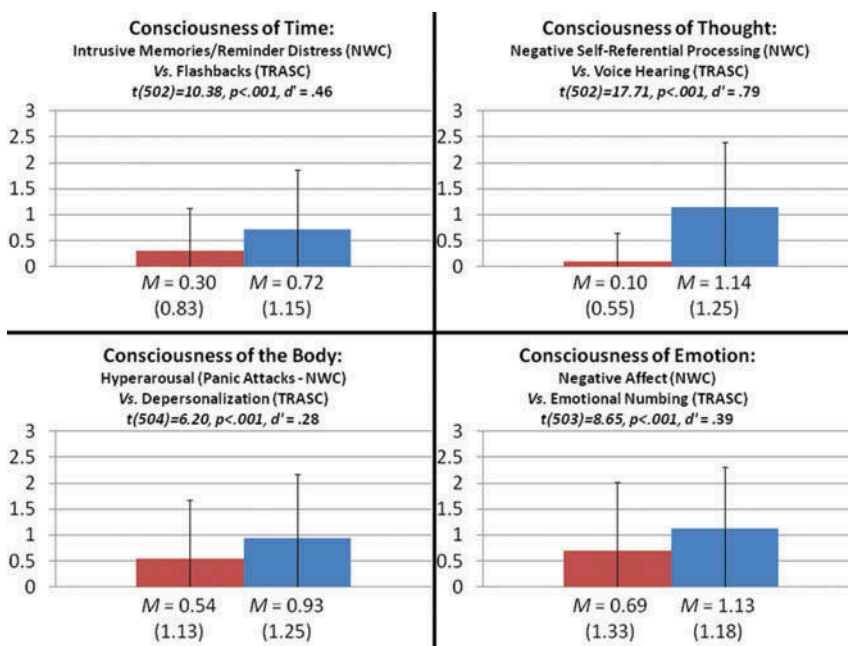 Consciousness of Time:
Intrusive Memories/Reminder Distress (NWC)
Vs. Flashbacks (TRASC)
t(502)=10.38, p<.001, d' = .46
3
2.5
2
1.5
1
0.5
0
M = 0.30 M = 0.72
(0.83) (1.15)
Consciousness of Thought:
Negative Self-Referential Processing (NWC)
Vs. Voice Hearing (TRASC)
t(502)=17.71, p<.001, d' = .79
3
2.5
2
1.5
1
0.5
0
M = 0.10 M = 1.14
(0.55) (1.25)
Consciousness of the Body:
Hyperarousal (Panic Attacks - NWC)
Vs. Depersonalization (TRASC)
t(504)=6.20, p<.001, d' = .28
3
2.5
2
1.5
1
0.5
0
M = 0.54 M = 0.93
(1.13) (1.25)
Consciousness of Emotion:
Negative Affect (NWC)
Vs. Emotional Numbing (TRASC)
t(503)=8.65, p<.001, d' = .39
3
2.5
2
1.5
1
0.5
0
M = 0.69 M = 1.13
(1.33) (1.18)